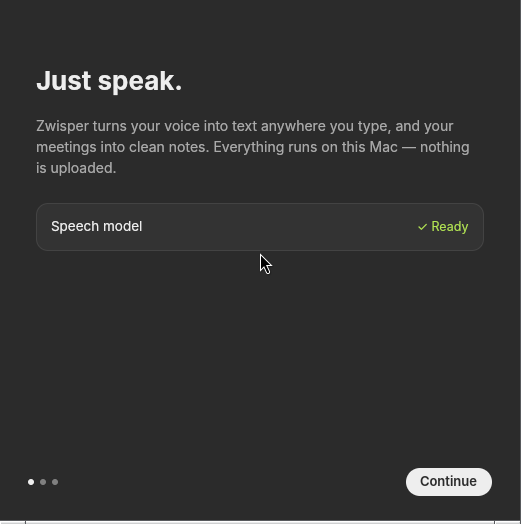 Just speak.
Zwisper turns your voice into text anywhere you type, and your
meetings into clean notes. Everything runs on this Mac — nothing
is uploaded.
Speech model
✓ Ready
Continue